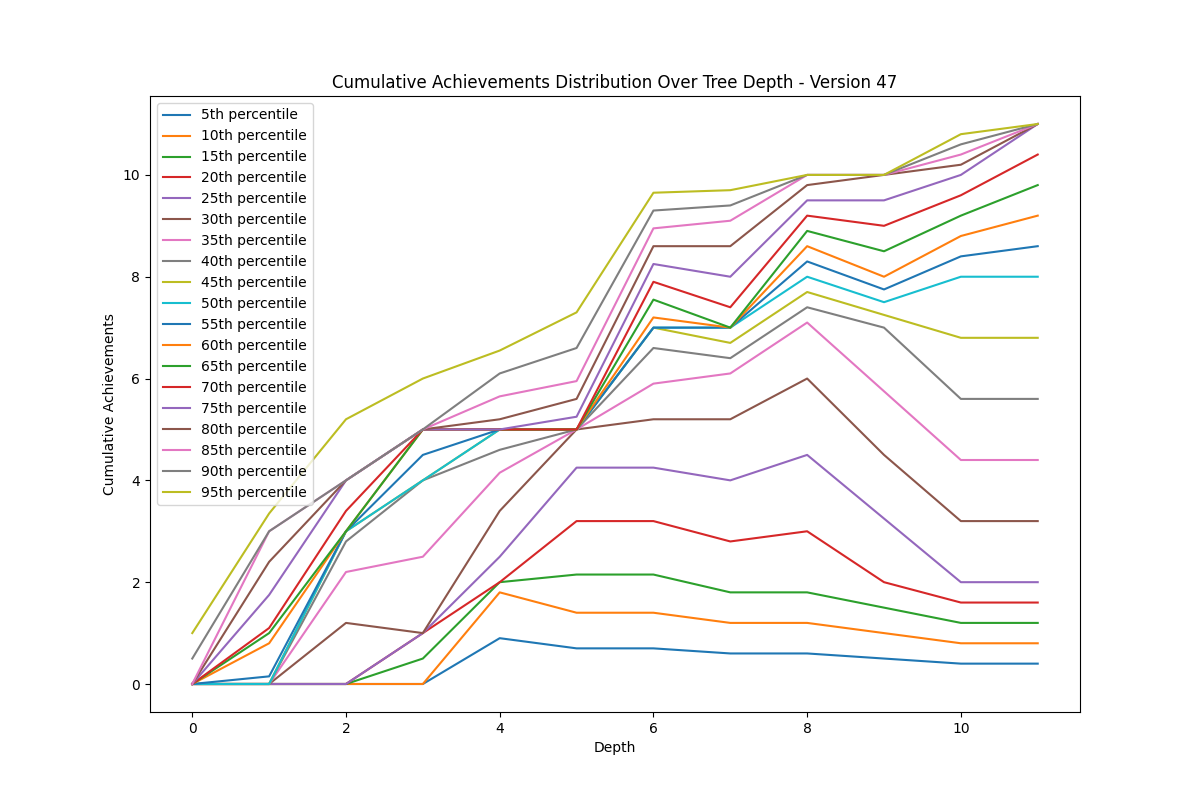 Cumulative Achievements Distribution Over Tree Depth - Version 47
5th percentile
10th percentile
15th percentile
20th percentile
25th percentile
30th percentile
35th percentile
40th percentile
45th percentile
50th percentile
55th percentile
60th percentile
65th percentile
70th percentile
75th percentile
80th percentile
85th percentile
90th percentile
95th percentile
Cumulative Achievements
10
8
6
4
2
0
0 2 4 6 8 10
Depth